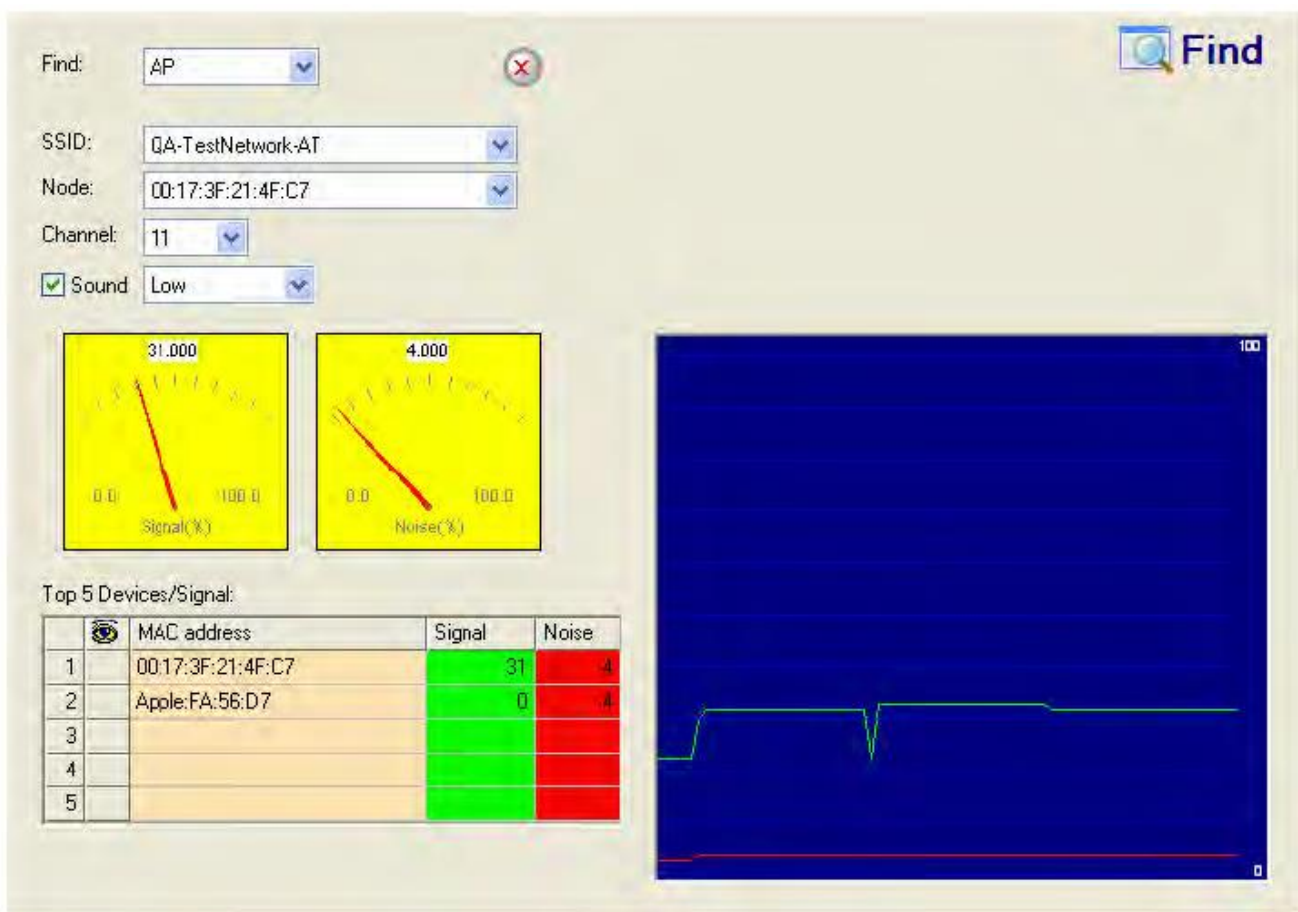 Find: AP
Find
SSID: QA-TestNetwork-AT
Node: 00:17:3F:21:4F:C7
Channel: 11
Sound Low
31.000
0.0 100.0
Signal(%)
4.000
0.0 100.0
Noise(%)
100
0
Top 5 Devices/Signal:
MAC address Signal Noise
1 00:17:3F:21:4F:C7 31 4
2 Apple:FA:56:D7 0 4
3
4
5